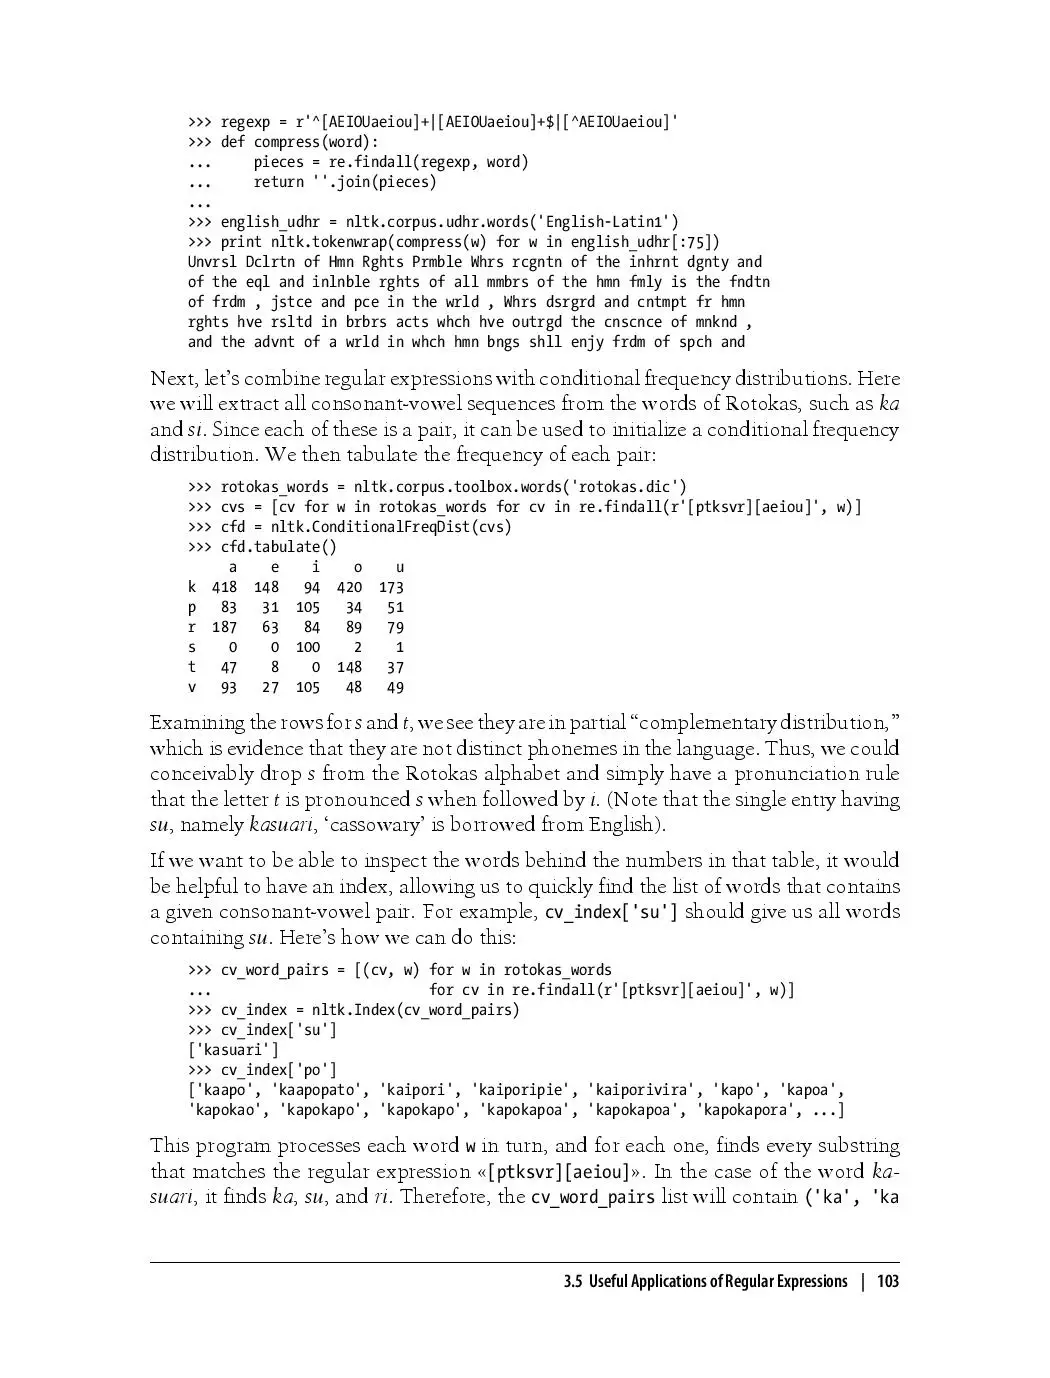 >>> regexp = r'^[AEIOUaeiou]+|[AEIOUaeiou]+$|[^AEIOUaeiou]'
>>> def compress(word):
...     pieces = re.findall(regexp, word)
...     return ''.join(pieces)
...
>>> english_udhr = nltk.corpus.udhr.words('English-Latin1')
>>> print nltk.tokenwrap(compress(w) for w in english_udhr[:75])
Unvrsl Dclrtn of Hmn Rghts Prmble Whrs rcgntn of the inhrnt dgnty and
of the eql and inlnble rghts of all mmbrs of the hmn fmly is the fndtn
of frdm , jstce and pce in the wrld , Whrs dsrgrd and cntmpt fr hmn
rghts hve rsltd in brbrs acts whch hve outrgd the cnscnce of mnknd ,
and the advnt of a wrld in whch hmn bngs shll enjy frdm of spch and
Next, let's combine regular expressions with conditional frequency distributions. Here
we will extract all consonant-vowel sequences from the words of Rotokas, such as ka
and si. Since each of these is a pair, it can be used to initialize a conditional frequency
distribution. We then tabulate the frequency of each pair:
>>> rotokas_words = nltk.corpus.toolbox.words('rotokas.dic')
>>> cvs = [cv for w in rotokas_words for cv in re.findall(r'[ptksvr][aeiou]', w)]
>>> cfd = nltk.ConditionalFreqDist(cvs)
>>> cfd.tabulate()
     a    e    i    o    u
k  418  148   94  420  173
p   83   31  105   34   51
r  187   63   84   89   79
s    0    0  100    2    1
t   47    8    0  148   37
v   93   27  105   48   49
Examining the rows for s and t, we see they are in partial “complementary distribution,”
which is evidence that they are not distinct phonemes in the language. Thus, we could
conceivably drop s from the Rotokas alphabet and simply have a pronunciation rule
that the letter t is pronounced s when followed by i. (Note that the single entry having
su, namely kasuari, ‘cassowary’ is borrowed from English).
If we want to be able to inspect the words behind the numbers in that table, it would
be helpful to have an index, allowing us to quickly find the list of words that contains
a given consonant-vowel pair. For example, cv_index['su'] should give us all words
containing su. Here's how we can do this:
>>> cv_word_pairs = [(cv, w) for w in rotokas_words
...                          for cv in re.findall(r'[ptksvr][aeiou]', w)]
>>> cv_index = nltk.Index(cv_word_pairs)
>>> cv_index['su']
['kasuari']
>>> cv_index['po']
['kaapo', 'kaapopato', 'kaipori', 'kaiporipie', 'kaiporivira', 'kapo', 'kapoa',
'kapokao', 'kapokapo', 'kapokapo', 'kapokapoa', 'kapokapoa', 'kapokapora', ...]
This program processes each word w in turn, and for each one, finds every substring
that matches the regular expression «[ptksvr][aeiou]». In the case of the word ka-
suari, it finds ka, su, and ri. Therefore, the cv_word_pairs list will contain ('ka', 'ka
3.5 Useful Applications of Regular Expressions | 103